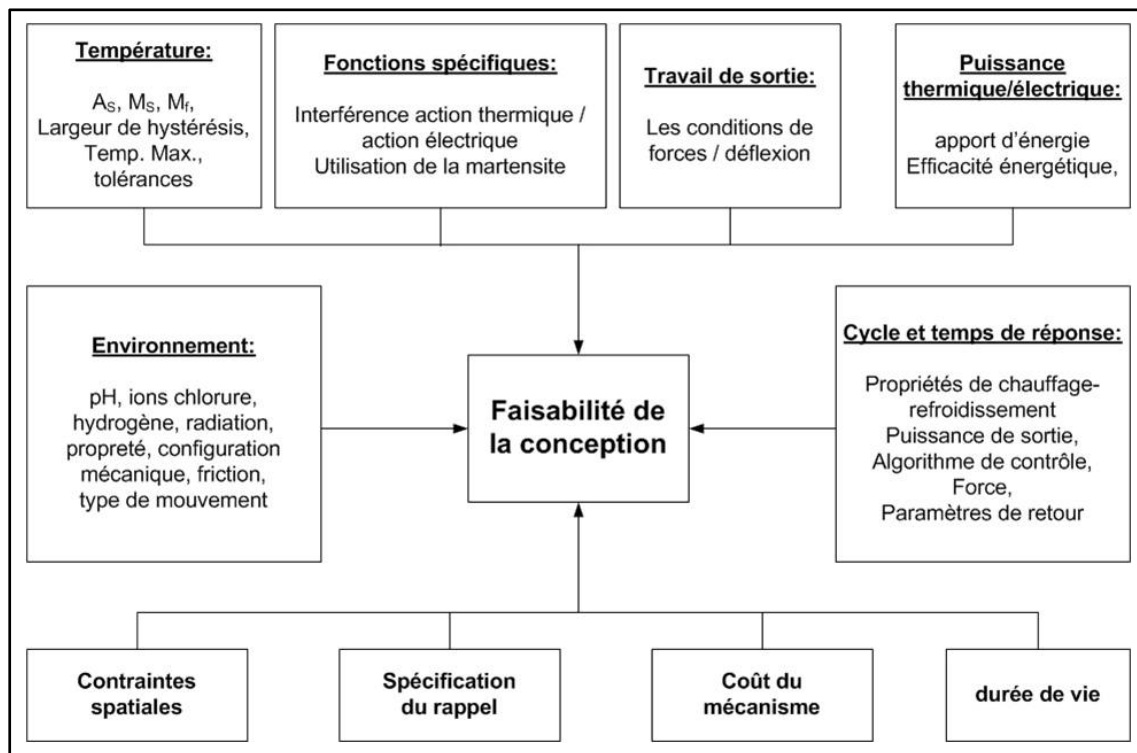 Température:
A_S, M_S, M_f,
Largeur de hystérésis,
Temp. Max.,
tolérances
Fonctions spécifiques:
Interférence action thermique /
action électrique
Utilisation de la martensite
Travail de sortie:
Les conditions de
forces / déflexion
Puissance
thermique/électrique:
apport d'énergie
Efficacité énergétique,
Environnement:
pH, ions chlorure,
hydrogène, radiation,
propreté, configuration
mécanique, friction,
type de mouvement
Faisabilité de
la conception
Cycle et temps de réponse:
Propriétés de chauffage-
refroidissement
Puissance de sortie,
Algorithme de contrôle,
Force,
Paramètres de retour
Contraintes
spatiales
Spécification
du rappel
Coût du
mécanisme
durée de vie